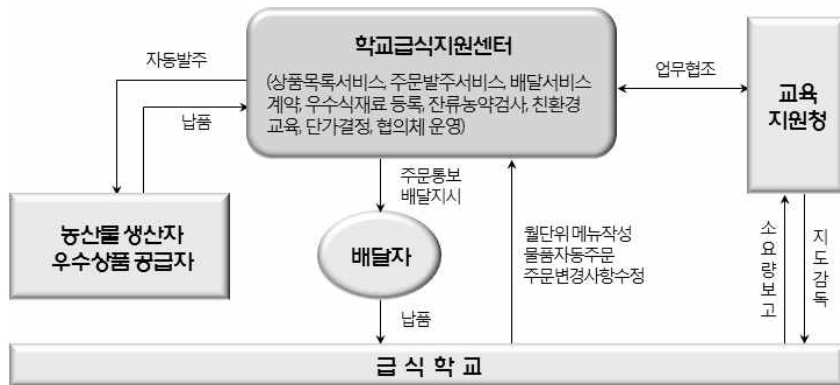 학교급식지원센터
(상품목록서비스, 주문발주서비스, 배달서비스
계약, 우수식재료 등록, 잔류농약검사, 친환경
교육, 단가결정, 협의체 운영)
자동발주
납품
업무협조
교육
지원청
주문통보
배달지시
농산물 생산자
우수상품 공급자
배달자
월단위 메뉴작성
물품자동주문
주문변경사항수정
소요량보고
지도감독
납품
급식학교